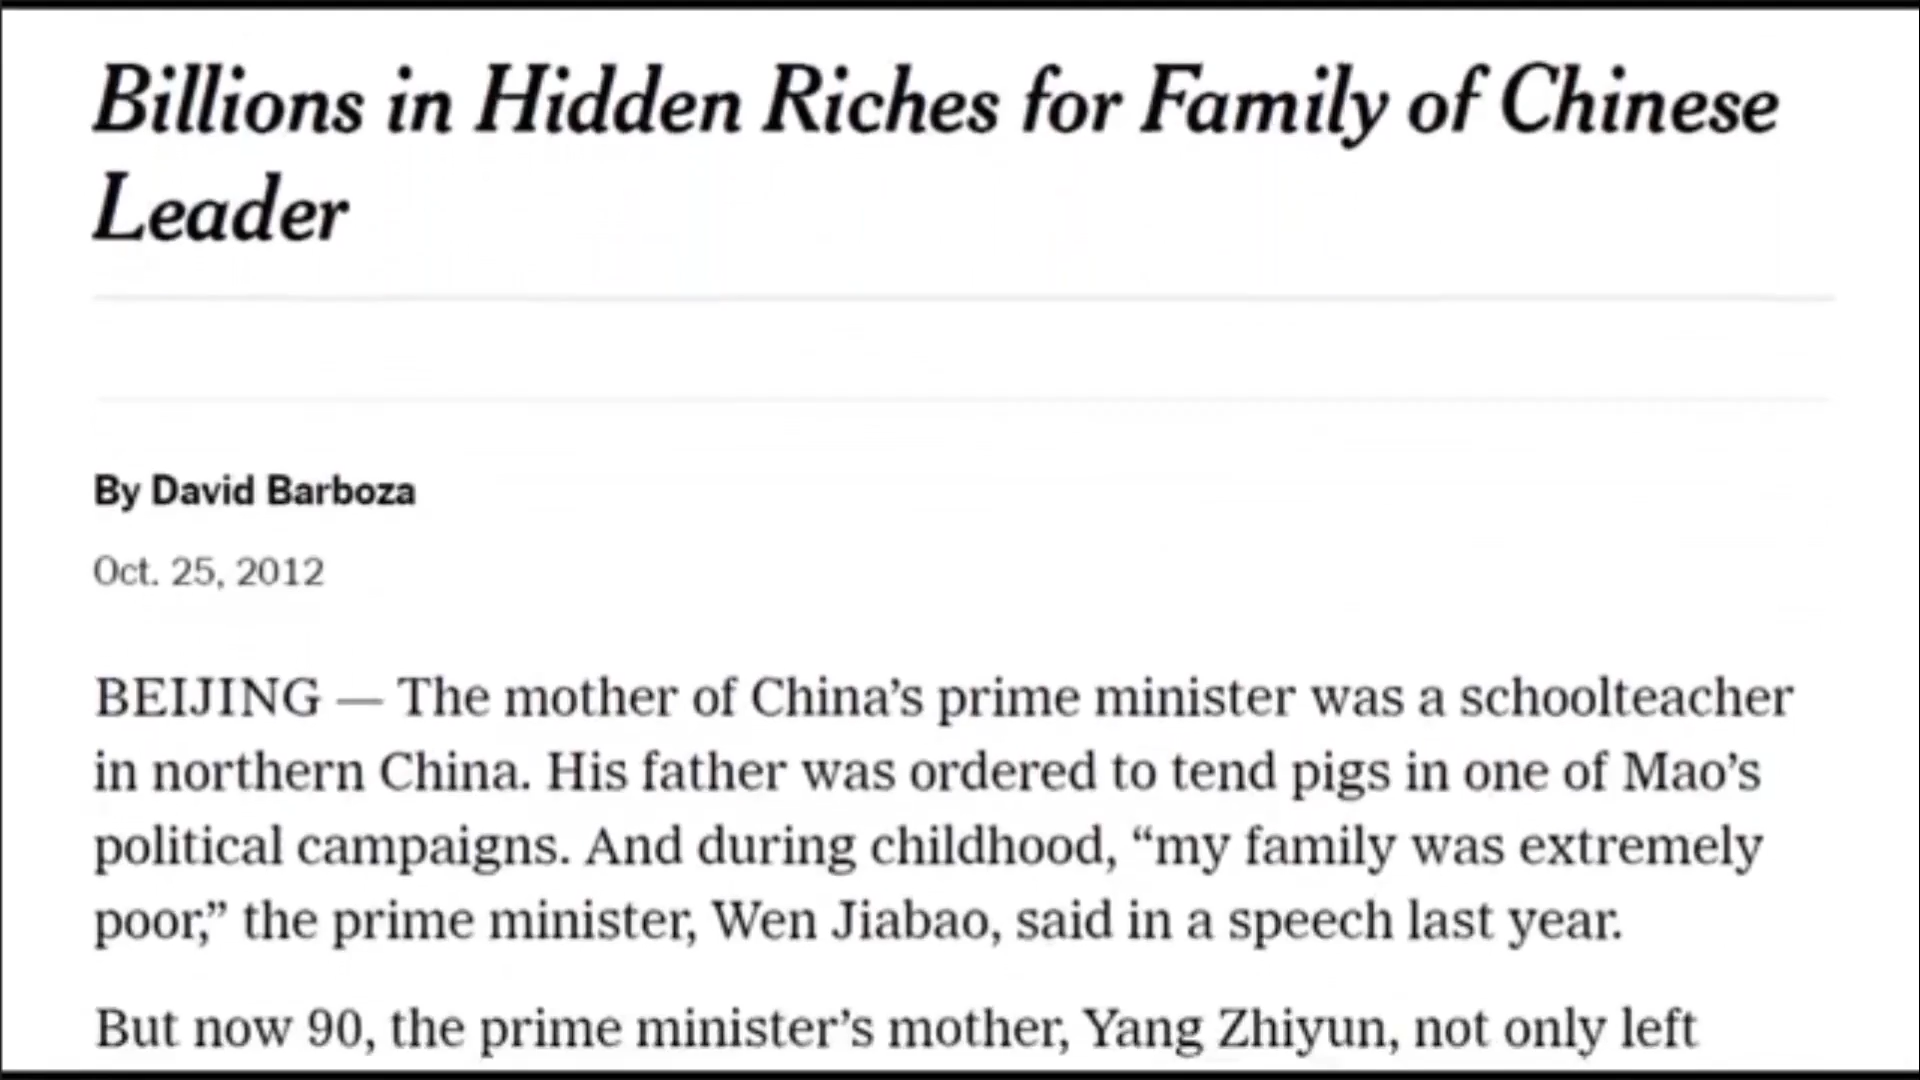 Billions in Hidden Riches for Family of Chinese
Leader
By David Barboza
Oct. 25, 2012
BEIJING — The mother of China’s prime minister was a schoolteacher
in northern China. His father was ordered to tend pigs in one of Mao’s
political campaigns. And during childhood, “my family was extremely
poor,” the prime minister, Wen Jiabao, said in a speech last year.
But now 90, the prime minister’s mother, Yang Zhiyun, not only left